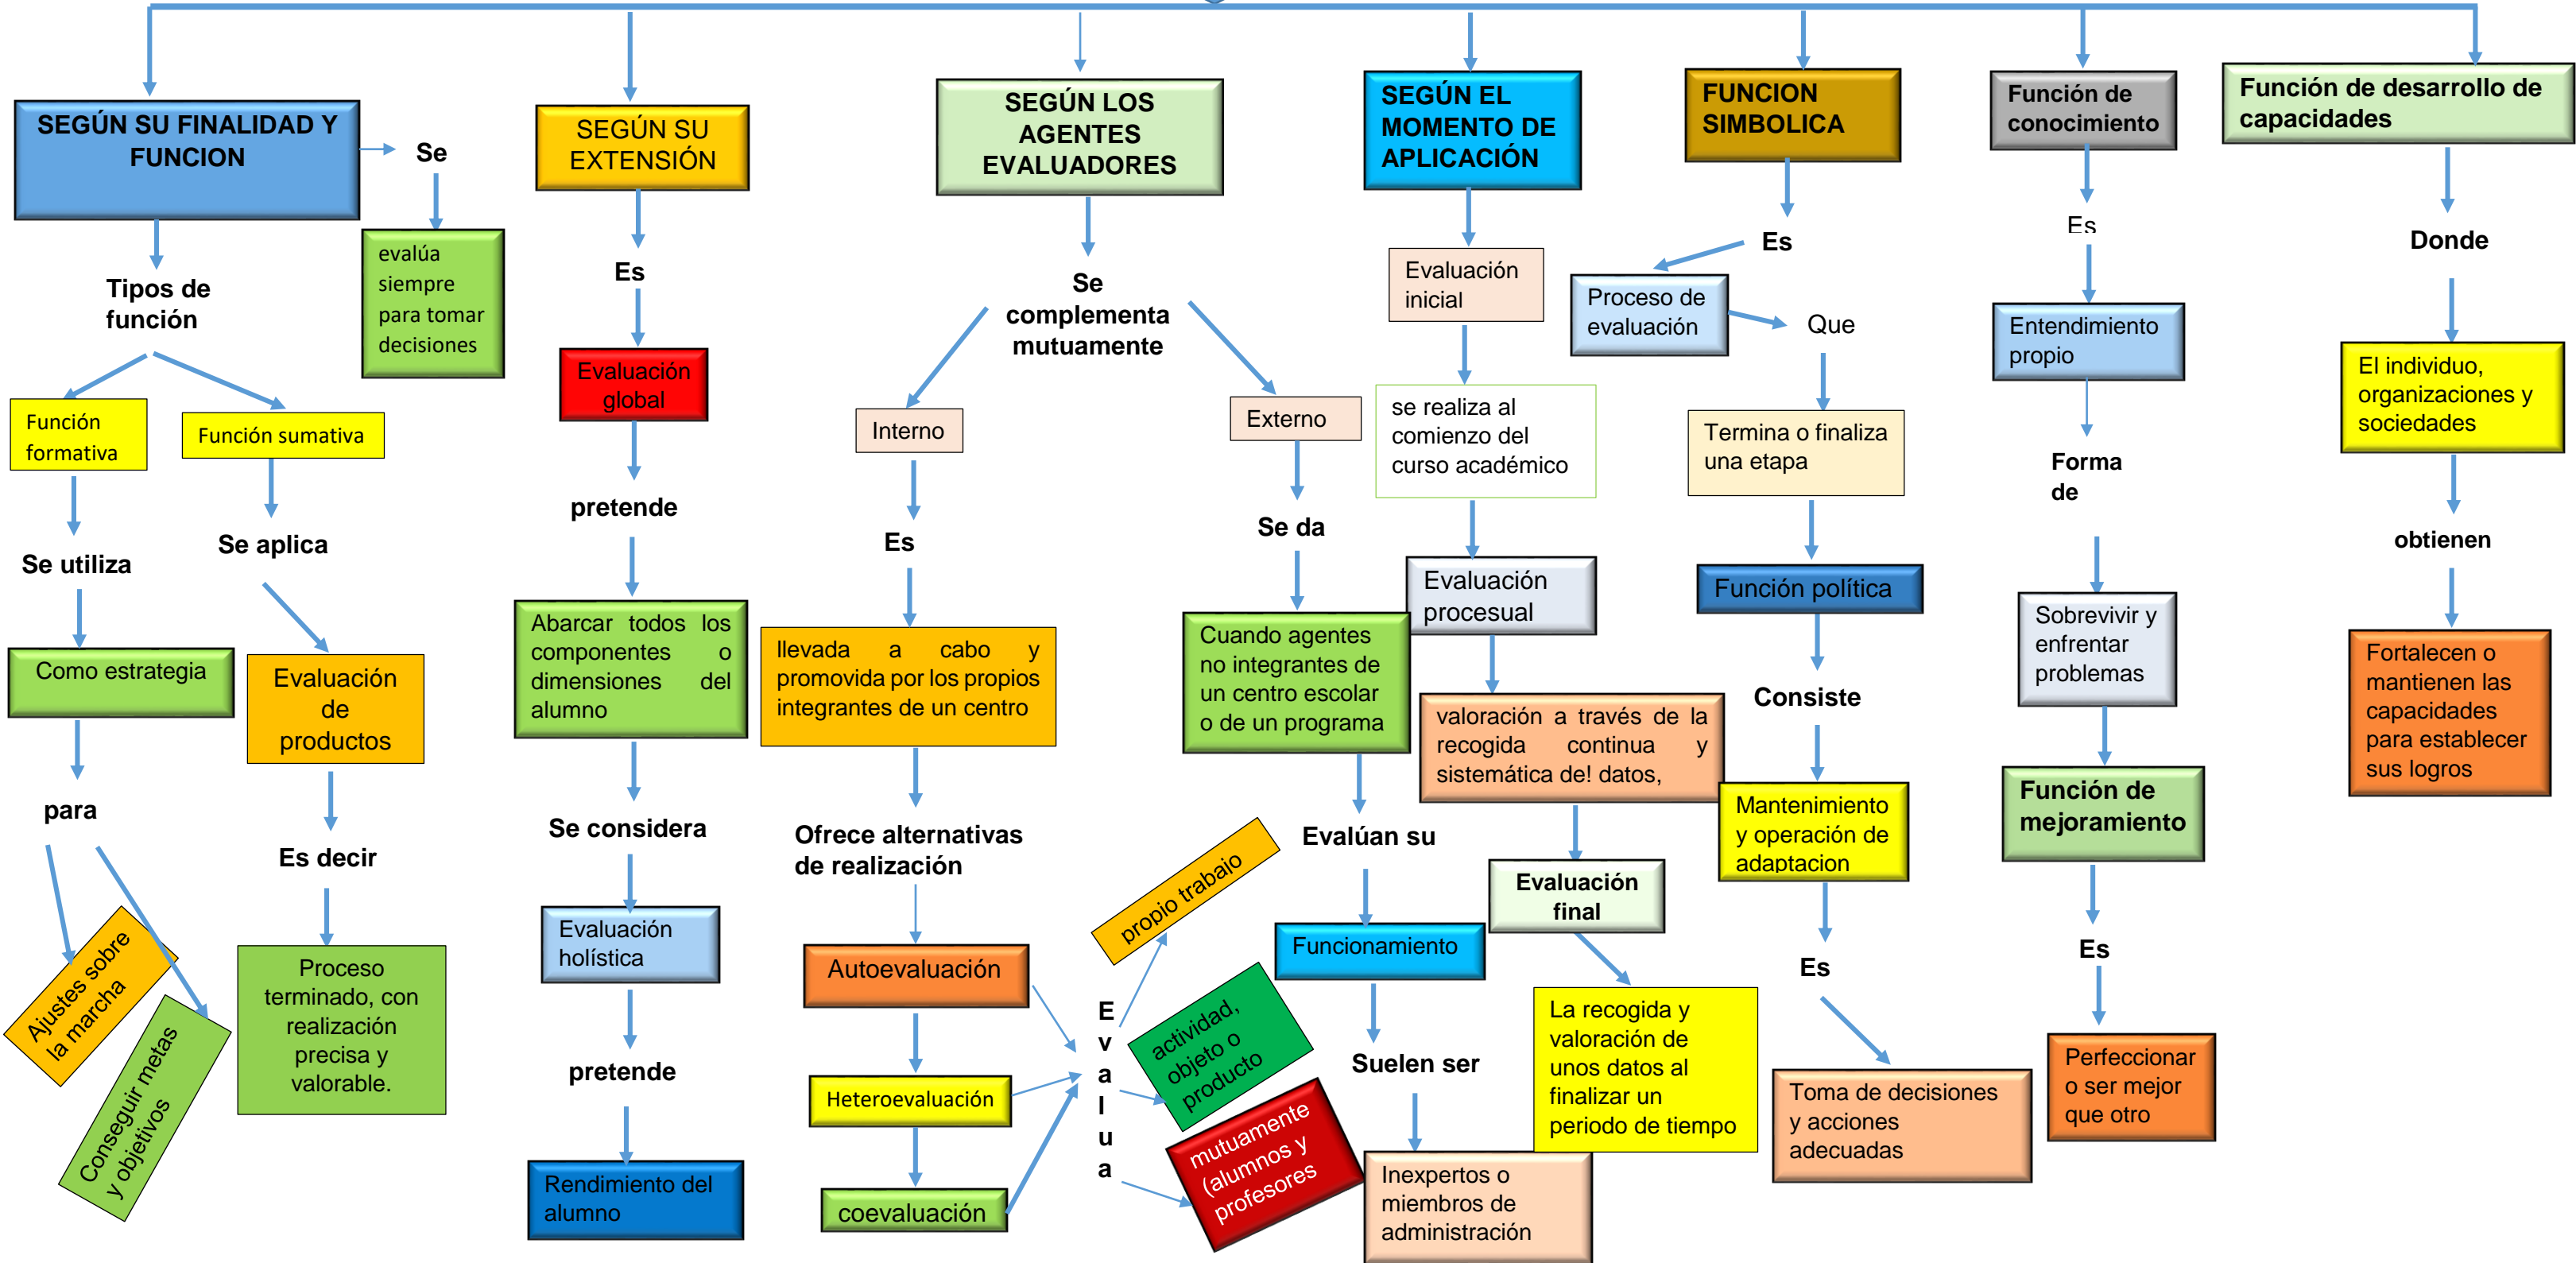 SEGÚN SU FINALIDAD Y
FUNCION
Se
evalúa
siempre
para tomar
decisiones
Tipos de
función
Función
formativa
Función sumativa
Se utiliza
Se aplica
Como estrategia
Evaluación
de
productos
para
Es decir
Ajustes sobre
la marcha
Conseguir metas
y objetivos
Proceso
terminado, con
realización
precisa y
valorable.
SEGÚN SU
EXTENSIÓN
Es
Evaluación
global
pretende
Abarcar todos los
componentes o
dimensiones del
alumno
Se considera
Evaluación
holística
pretende
Rendimiento del
alumno
SEGÚN LOS
AGENTES
EVALUADORES
Se
complementa
mutuamente
Interno
Externo
Es
llevada a cabo y
promovida por los propios
integrantes de un centro
Ofrece alternativas
de realización
Autoevaluación
Heteroevaluación
coevaluación
E
v
a
l
u
a
propio trabajo
actividad,
objeto o
producto
mutuamente
(alumnos y
profesores
Se da
Cuando agentes
no integrantes de
un centro escolar
o de un programa
Evalúan su
Funcionamiento
Suelen ser
Inexpertos o
miembros de
administración
SEGÚN EL
MOMENTO DE
APLICACIÓN
Evaluación
inicial
se realiza al
comienzo del
curso académico
Evaluación
procesual
valoración a través de la
recogida continua y
sistemática de! datos,
Evaluación
final
La recogida y
valoración de
unos datos al
finalizar un
periodo de tiempo
FUNCION
SIMBOLICA
Es
Proceso de
evaluación
Que
Termina o finaliza
una etapa
Función política
Consiste
Mantenimiento
y operación de
adaptacion
Es
Toma de decisiones
y acciones
adecuadas
Función de
conocimiento
Es
Entendimiento
propio
Forma
de
Sobrevivir y
enfrentar
problemas
Función de
mejoramiento
Es
Perfeccionar
o ser mejor
que otro
Función de desarrollo de
capacidades
Donde
El individuo,
organizaciones y
sociedades
obtienen
Fortalecen o
mantienen las
capacidades
para establecer
sus logros